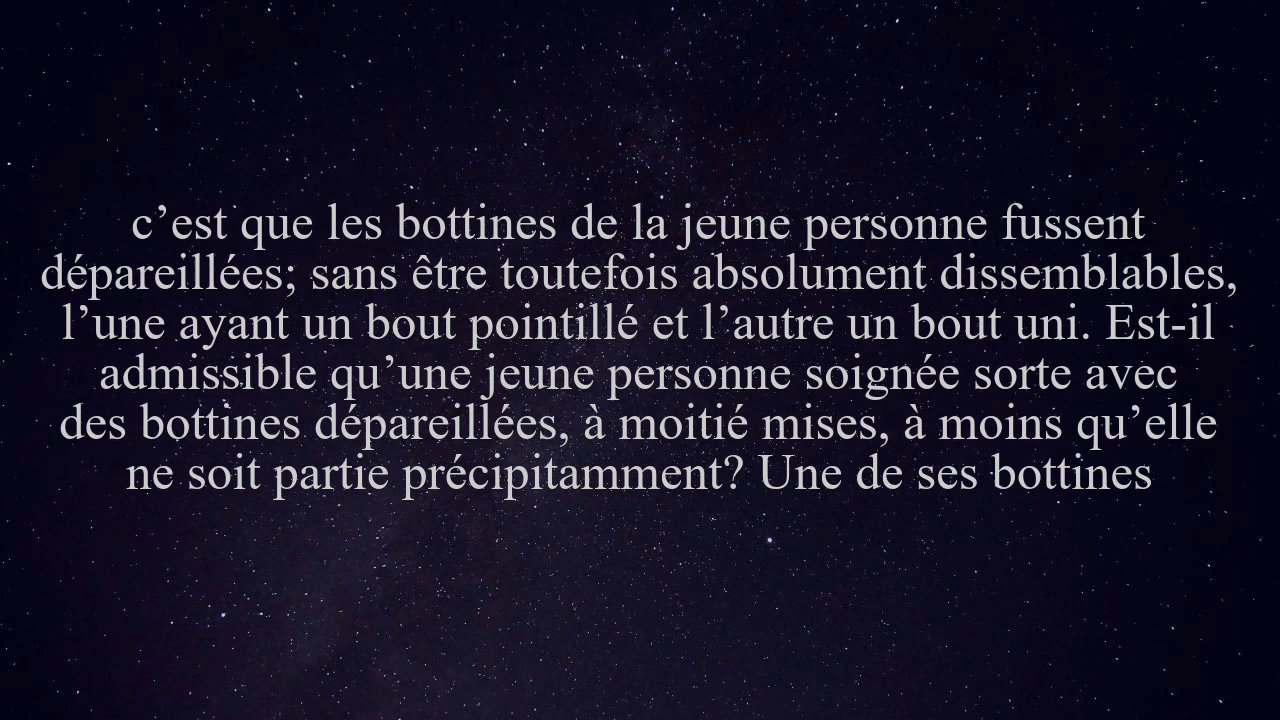 c’est que les bottines de la jeune personne fussent
dépareillées; sans être toutefois absolument dissemblables,
l’une ayant un bout pointillé et l’autre un bout uni. Est-il
admissible qu’une jeune personne soignée sorte avec
des bottines dépareillées, à moitié mises, à moins qu’elle
ne soit partie précipitamment? Une de ses bottines